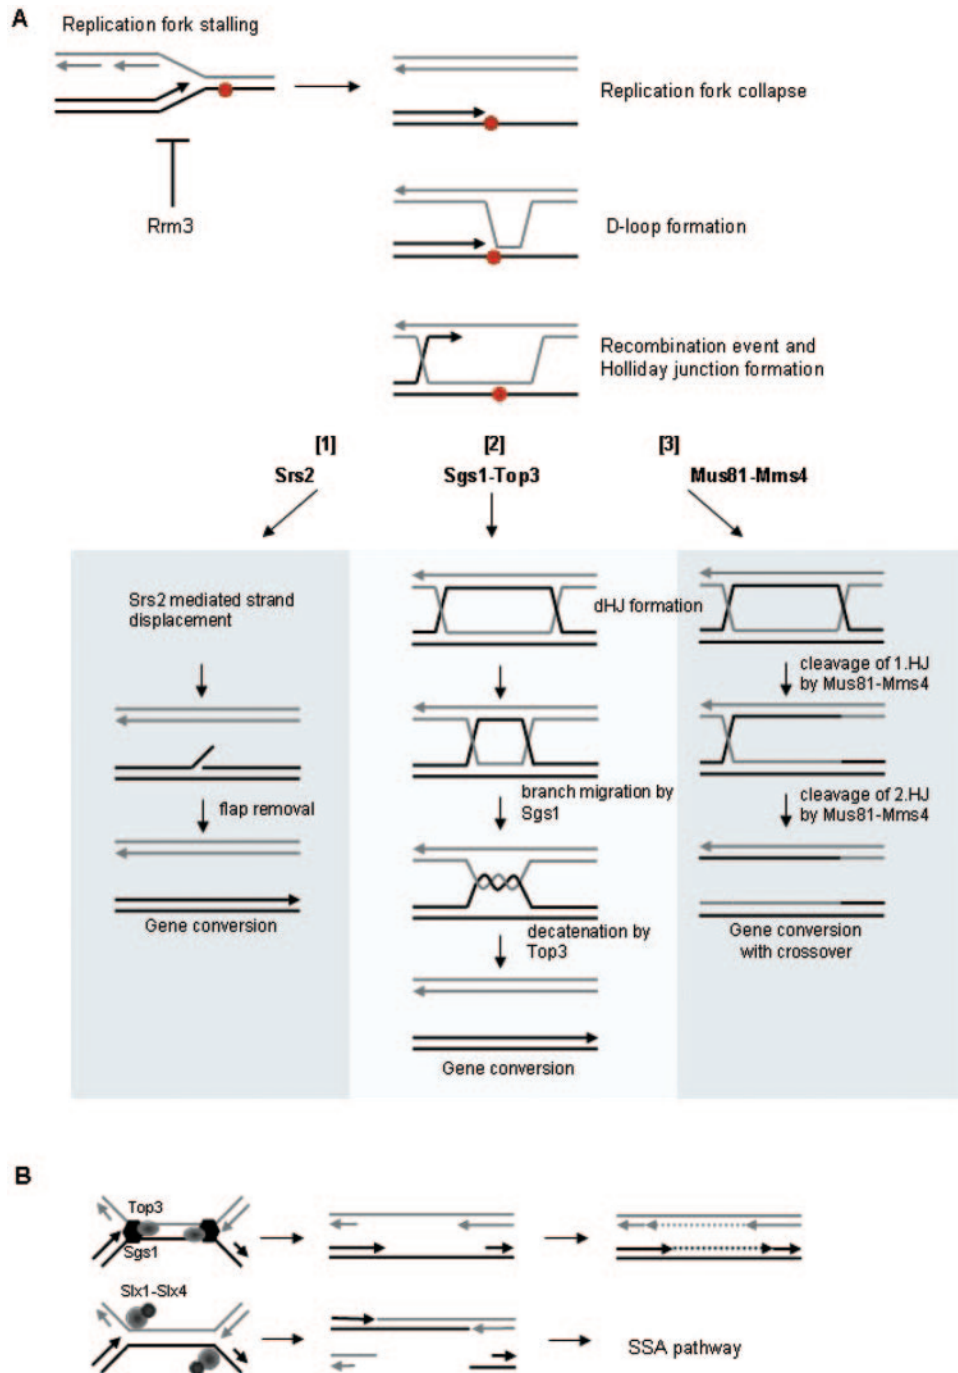 A
Replication fork stalling
Replication fork collapse
Rrm3
D-loop formation
Recombination event and
Holliday junction formation
[1]
[2]
[3]
Srs2
Sgs1-Top3
Mus81-Mms4
Srs2 mediated strand
displacement
flap removal
Gene conversion
dHJ formation
branch migration by
Sgs1
decatenation by
Top3
Gene conversion
cleavage of 1.HJ
by Mus81-Mms4
cleavage of 2.HJ
by Mus81-Mms4
Gene conversion
with crossover
B
Top3
Sgs1
Slx1-Slx4
SSA pathway